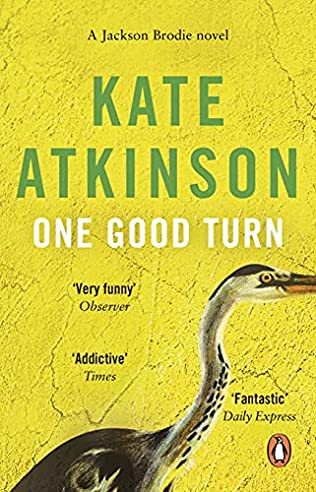 A Jackson Brodie novel
KATE
ATKINSON
ONE GOOD TURN
'Very funny'
Observer
'Addictive'
Times
'Fantastic'
Daily Express